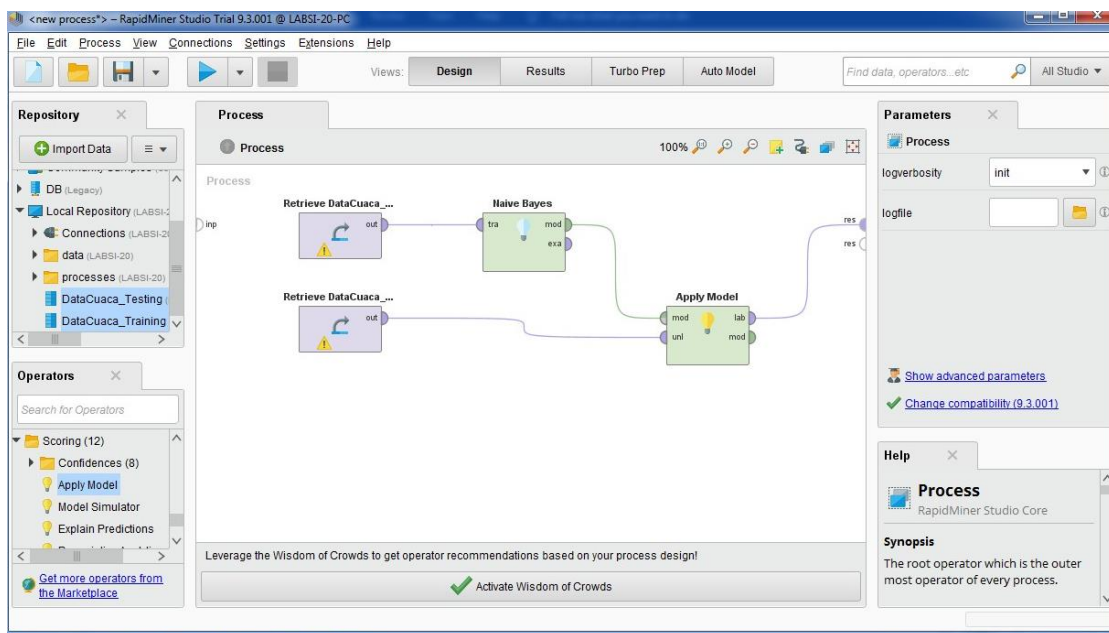 <new process*> – RapidMiner Studio Trial 9.3.001 @ LABSI-20-PC
File Edit Process View Connections Settings Extensions Help
Views: Design Results Turbo Prep Auto Model
Find data, operators...etc
All Studio
Repository
Import Data
DB (Legacy)
Local Repository (LABSI-2
Connections (LABSI-20
data (LABSI-20)
processes (LABSI-20)
DataCuaca_Testing
DataCuaca_Training
Operators
Search for Operators
Scoring (12)
Confidences (8)
Apply Model
Model Simulator
Explain Predictions
Get more operators from
the Marketplace
Process
Process
100%
Process
inp
Retrieve DataCuaca_...
out
Naive Bayes
tra
mod
exa
res
res
Retrieve DataCuaca_...
out
Apply Model
mod
lab
unl
mod
Leverage the Wisdom of Crowds to get operator recommendations based on your process design!
Activate Wisdom of Crowds
Parameters
Process
logverbosity
init
logfile
Show advanced parameters
Change compatibility (9.3.001)
Help
Process
RapidMiner Studio Core
Synopsis
The root operator which is the outer
most operator of every process.